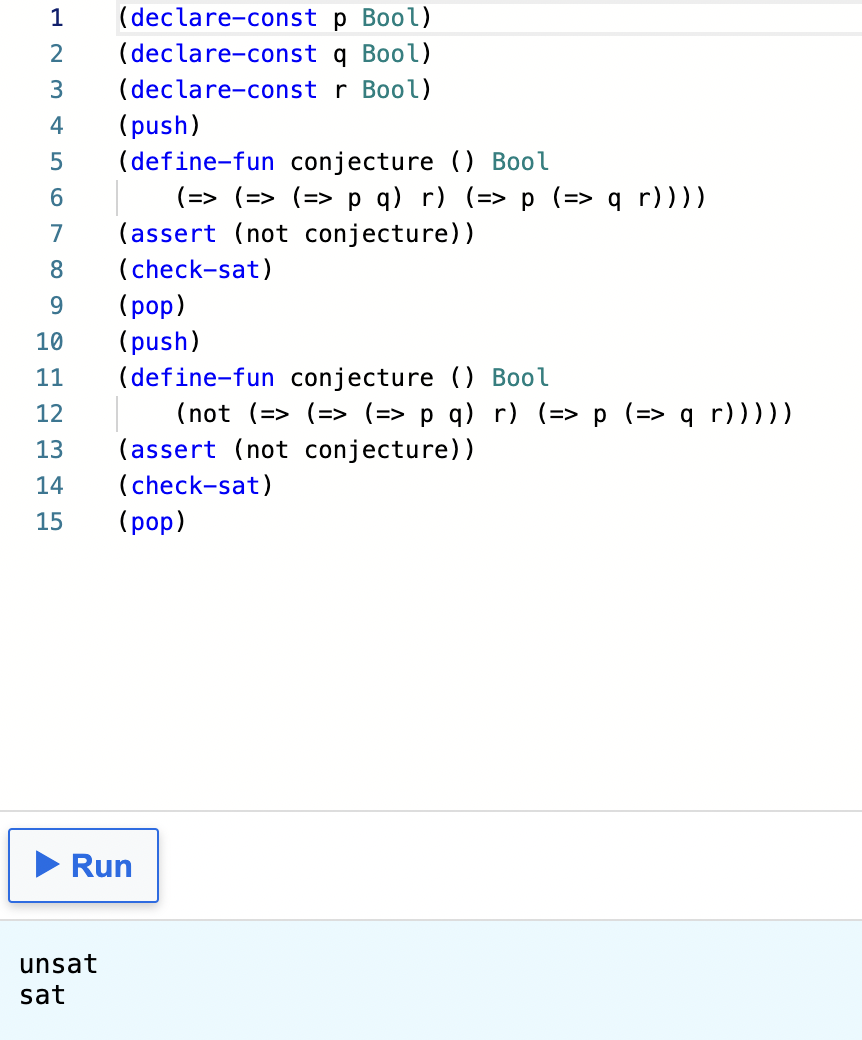 1 (declare-const p Bool)
2 (declare-const q Bool)
3 (declare-const r Bool)
4 (push)
5 (define-fun conjecture () Bool
6 (=> (=> (=> p q) r) (=> p (=> q r))))
7 (assert (not conjecture))
8 (check-sat)
9 (pop)
10 (push)
11 (define-fun conjecture () Bool
12 (not (=> (=> (=> p q) r) (=> p (=> q r)))))
13 (assert (not conjecture))
14 (check-sat)
15 (pop)
Run
unsat
sat